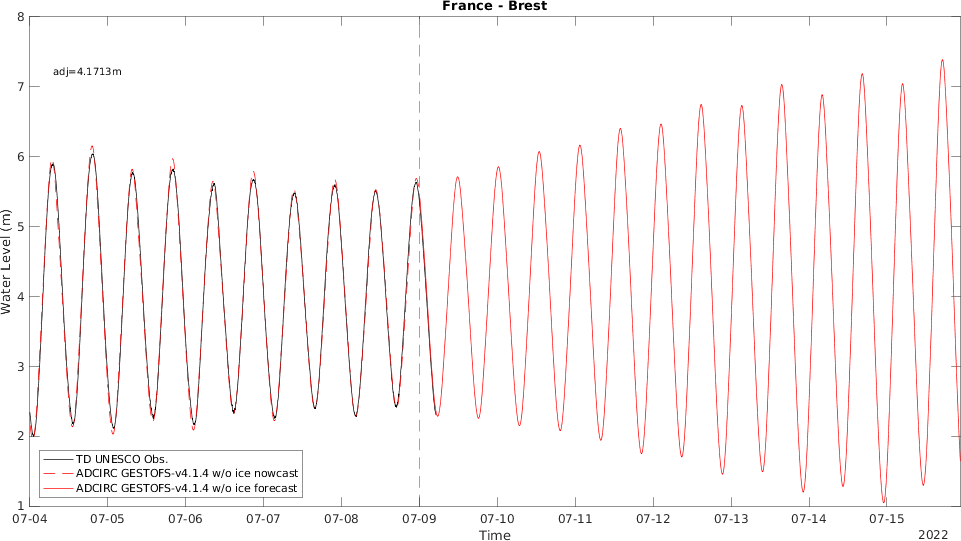 France - Brest
8
adj=4.1713m
7
6
5
4
3
2
1
Water Level (m)
TD UNESCO Obs.
ADCIRC GESTOFS-v4.1.4 w/o ice nowcast
ADCIRC GESTOFS-v4.1.4 w/o ice forecast
07-04 07-05 07-06 07-07 07-08 07-09 07-10 07-11 07-12 07-13 07-14 07-15
Time
2022